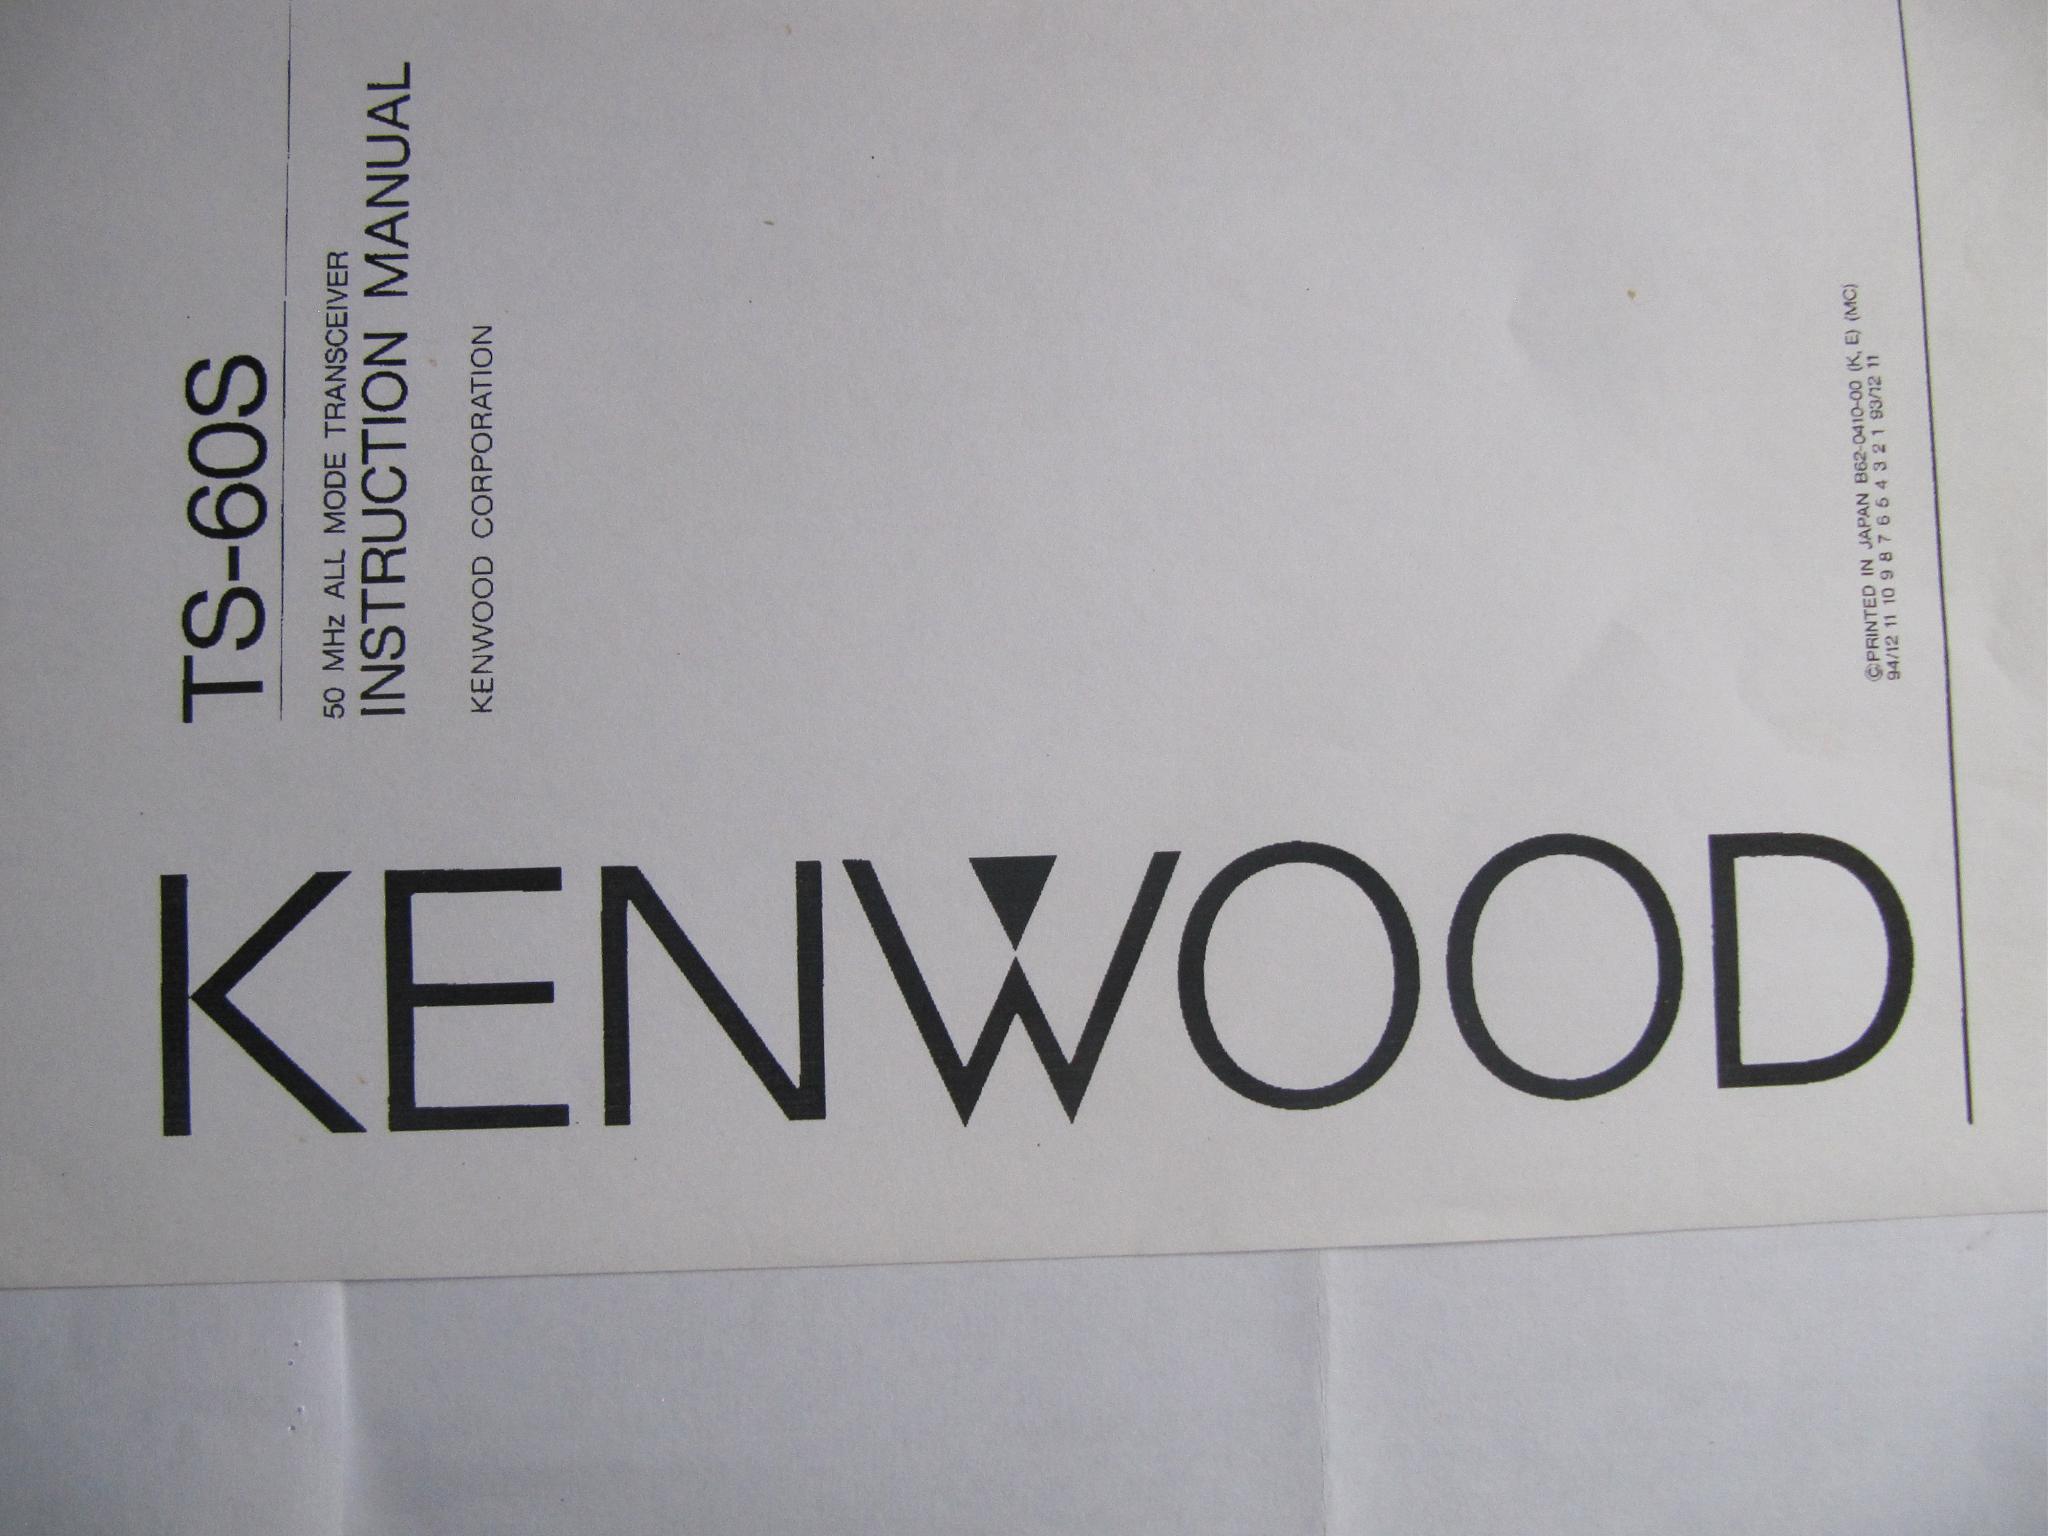 TS-60S
50 MHz ALL MODE TRANSCEIVER
INSTRUCTION MANUAL
KENWOOD CORPORATION
©PRINTED IN JAPAN B62-0410-00 (K, E) (MC)
94/12 11 10 9 8 7 6 5 4 3 2 1 93/12 11
KENWOOD